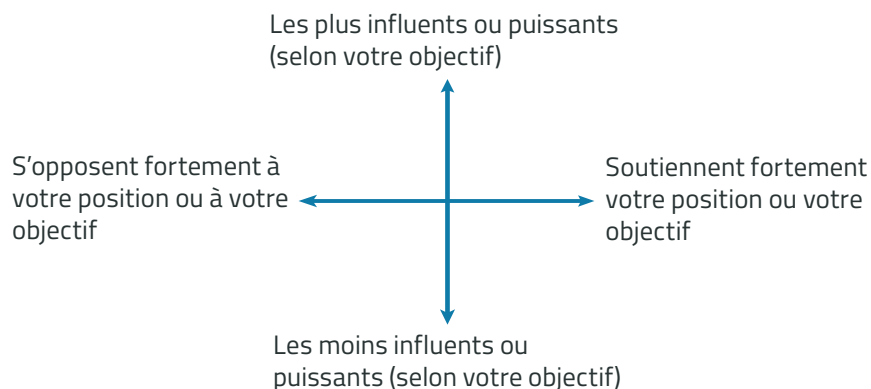 Les plus influents ou puissants
(selon votre objectif)
S'opposent fortement à
votre position ou à votre
objectif
Soutiennent fortement
votre position ou votre
objectif
Les moins influents ou
puissants (selon votre objectif)